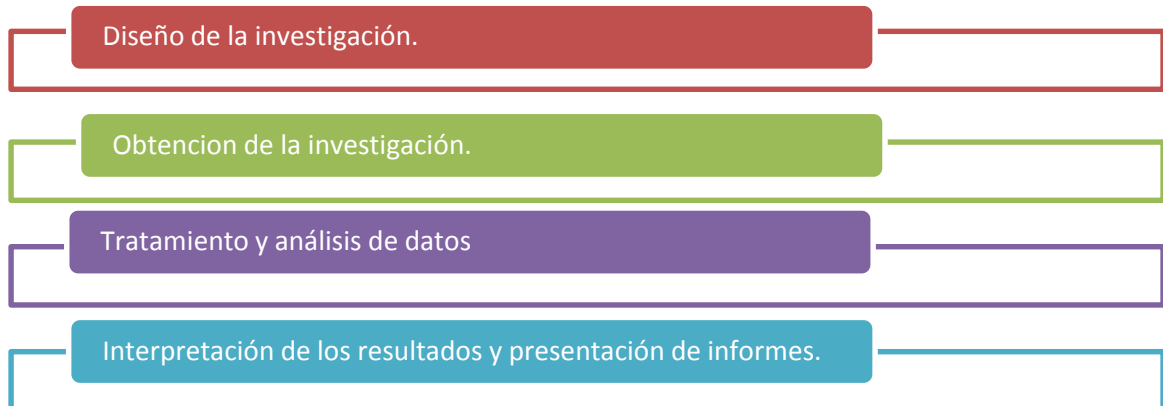 Diseño de la investigación.
Obtencion de la investigación.
Tratamiento y análisis de datos
Interpretación de los resultados y presentación de informes.